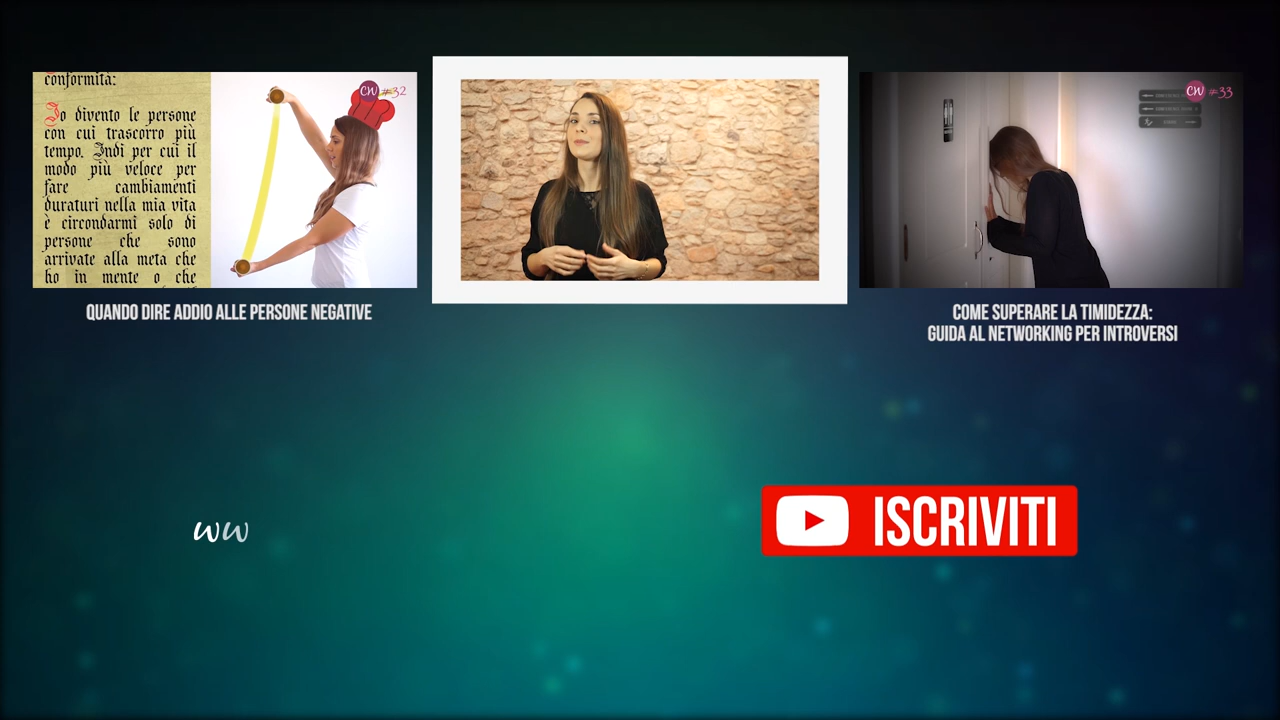 conformità:
Io divento le persone
con cui trascorro più
tempo. Indi per cui il
modo più veloce per
fare cambiamenti
duraturi nella mia vita
è circondarmi solo di
persone che sono
arrivate alla meta che
ho in mente o che
CW #32
CW #33
QUANDO DIRE ADDIO ALLE PERSONE NEGATIVE
COME SUPERARE LA TIMIDEZZA:
GUIDA AL NETWORKING PER INTROVERSI
ww
ISCRIVITI